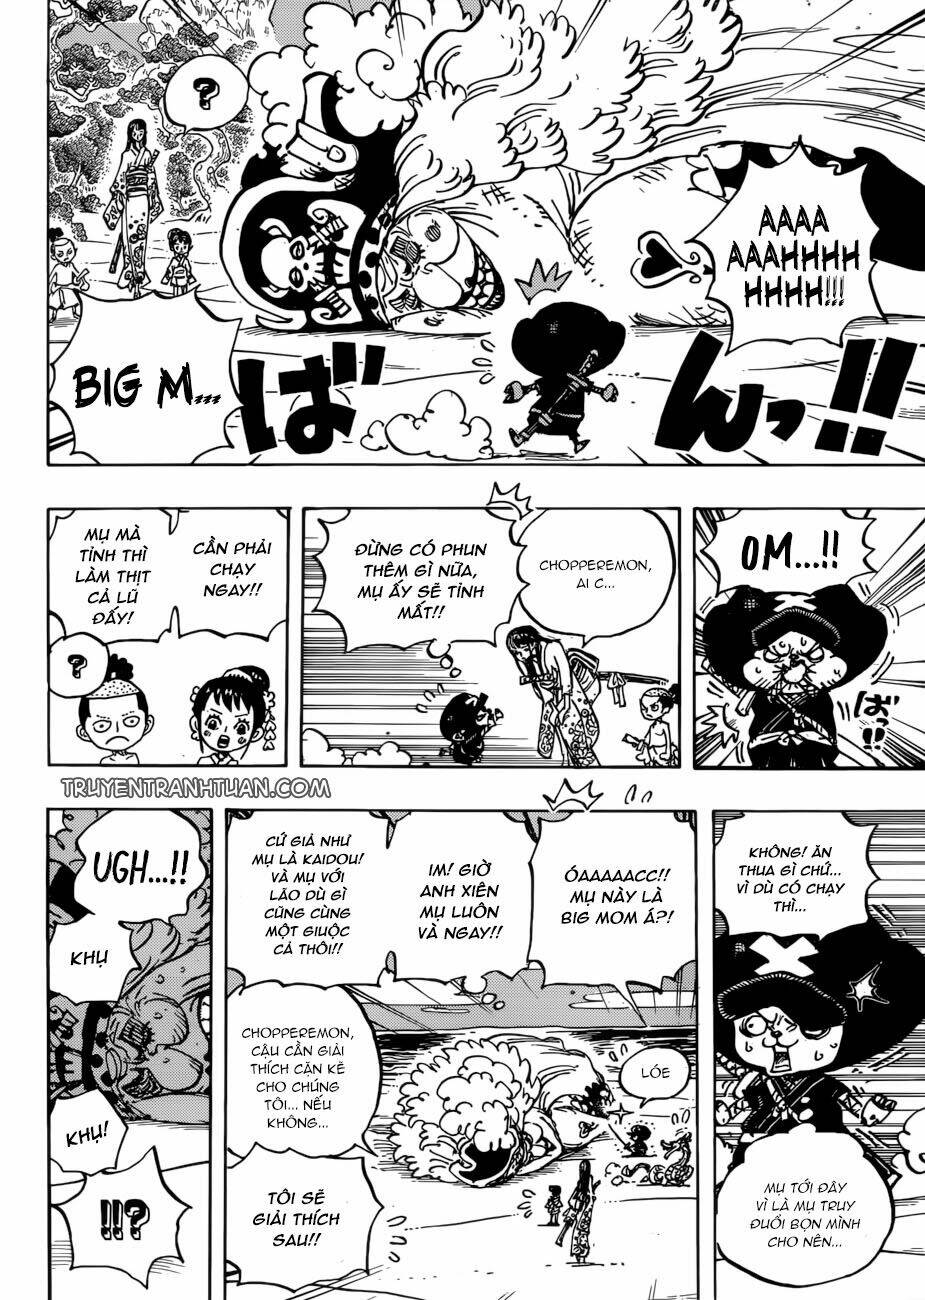 AAAA
AAAHHHH
HHHH!!!
?
BIG M...
ばんっ!!
OM...!!
ばっ!!
CHOPPEREMON,
AI C...
ĐỪNG CÓ PHUN
THÊM GÌ NỮA,
MỤ ẤY SẼ TỈNH
MẤT!!
CẦN PHẢI
CHẠY
NGAY!!
MỤ MÀ
TỈNH THÌ
LÀM THỊT
CẢ LŨ
ĐẤY!
?
TRUYENTRANHTUAN.COM
KHÔNG! ĂN
THUA GÌ CHỨ...
VÌ DÙ CÓ CHẠY
THÌ...
MỤ TỚI ĐÂY
VÌ LÀ MỤ TRUY
ĐUỔI BỌN MÌNH
CHO NÊN...
ÓAAAAACC!!
MỤ NÀY LÀ
BIG MOM Á?!
IM! GIỜ
ANH XIÊN
MỤ LUÔN
VÀ NGAY!!
CỨ GIẢ NHƯ
MỤ LÀ KAIDOU!
VÀ MỤ VỚI
LÃO DÙ GÌ
CŨNG CÙNG
MỘT GIUỘC
CẢ THÔI!!
LÓE
CHOPPEREMON,
CẬU CẦN GIẢI
THÍCH CẶN KẼ
CHO CHÚNG
TÔI... NẾU
KHÔNG...
TÔI SẼ
GIẢI THÍCH
SAU!!
UGH...!!
KHỤ
KHỤ!
!!?